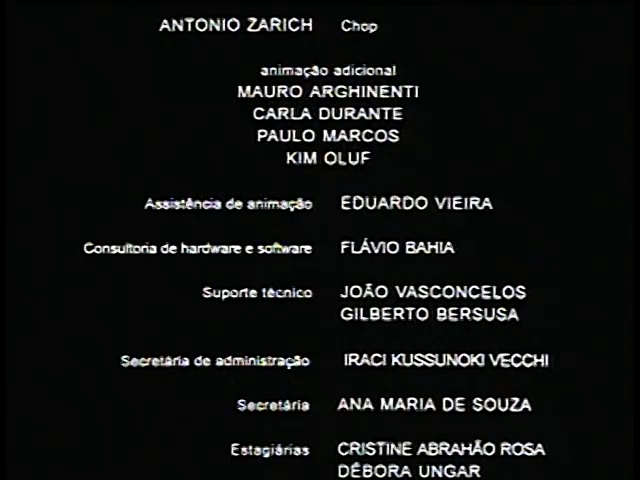 ANTONIO ZARICH Chop
animação adicional
MAURO ARGHINENTI
CARLA DURANTE
PAULO MARCOS
KIM OLUF
Assistência de animação EDUARDO VIEIRA
Consultoria de hardware e software FLÁVIO BAHIA
Suporte técnico JOÃO VASCONCELOS
GILBERTO BERSUSA
Secretária de administração IRACI KUSSUNOKI VECCHI
Secretária ANA MARIA DE SOUZA
Estagiárias CRISTINE ABRAHÃO ROSA
DÉBORA UNGAR